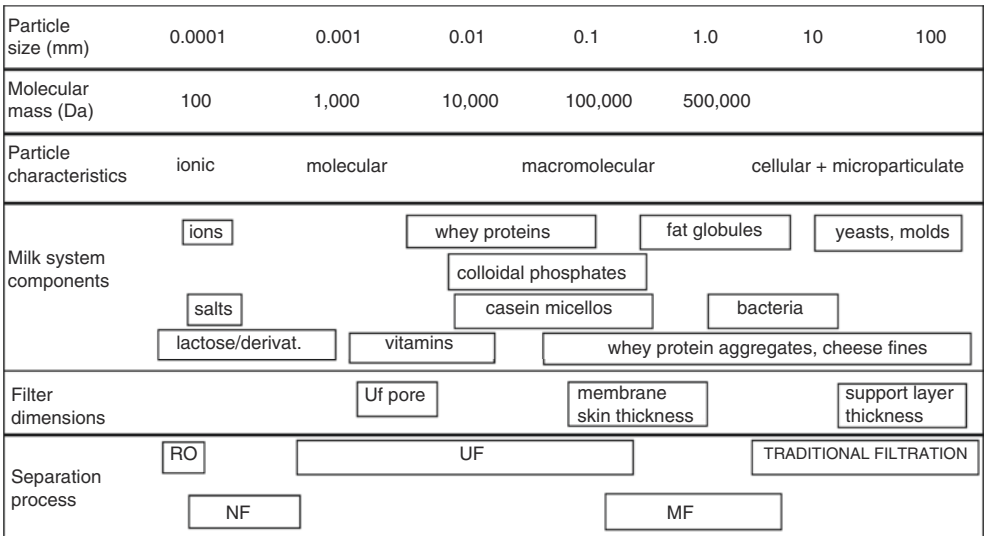 Particle size (mm) 0.0001 0.001 0.01 0.1 1.0 10 100
Molecular mass (Da) 100 1,000 10,000 100,000 500,000
Particle characteristics ionic molecular macromolecular cellular + microparticulate
Milk system components
ions whey proteins fat globules yeasts, molds
colloidal phosphates
salts casein micellos bacteria
lactose/derivat. vitamins whey protein aggregates, cheese fines
Filter dimensions Uf pore membrane skin thickness support layer thickness
Separation process
RO UF TRADITIONAL FILTRATION
NF MF